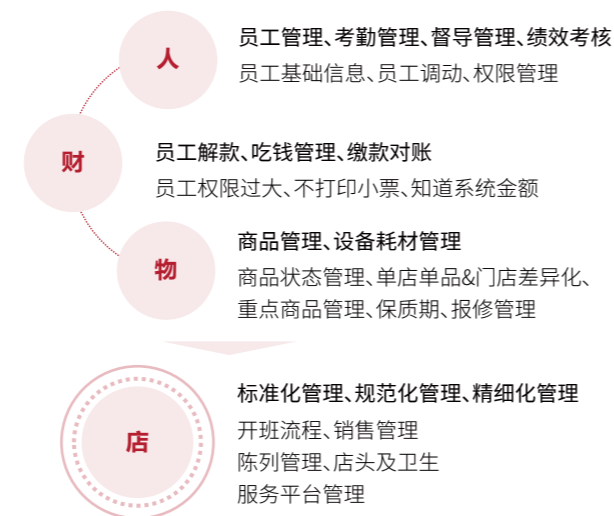 人
员工管理、考勤管理、督导管理、绩效考核
员工基础信息、员工调动、权限管理
财
员工解款、吃钱管理、缴款对账
员工权限过大、不打印小票、知道系统金额
物
商品管理、设备耗材管理
商品状态管理、单店单品&门店差异化、
重点商品管理、保质期、报修管理
店
标准化管理、规范化管理、精细化管理
开班流程、销售管理
陈列管理、店头及卫生
服务平台管理